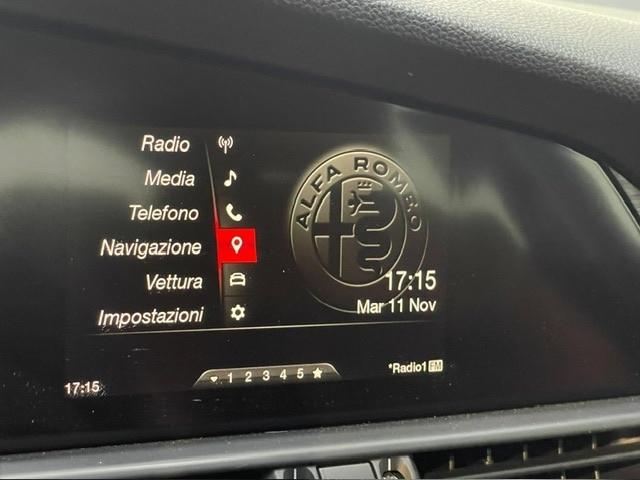 Radio
Media
Telefono
Navigazione
Vettura
Impostazioni
ALFA ROMEO
17:15
Mar 11 Nov
*Radio1 FM
1 2 3 4 5
17:15